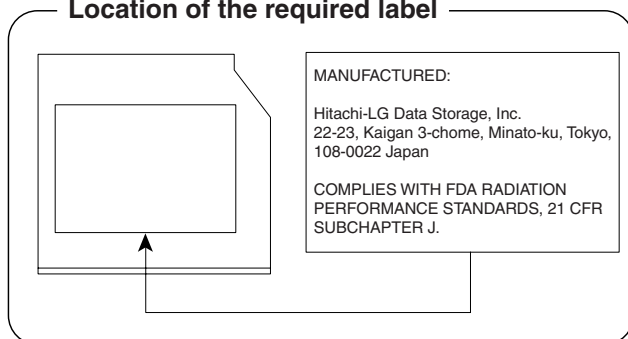 Location of the required label
MANUFACTURED:
Hitachi-LG Data Storage, Inc.
22-23, Kaigan 3-chome, Minato-ku, Tokyo,
108-0022 Japan
COMPLIES WITH FDA RADIATION
PERFORMANCE STANDARDS, 21 CFR
SUBCHAPTER J.